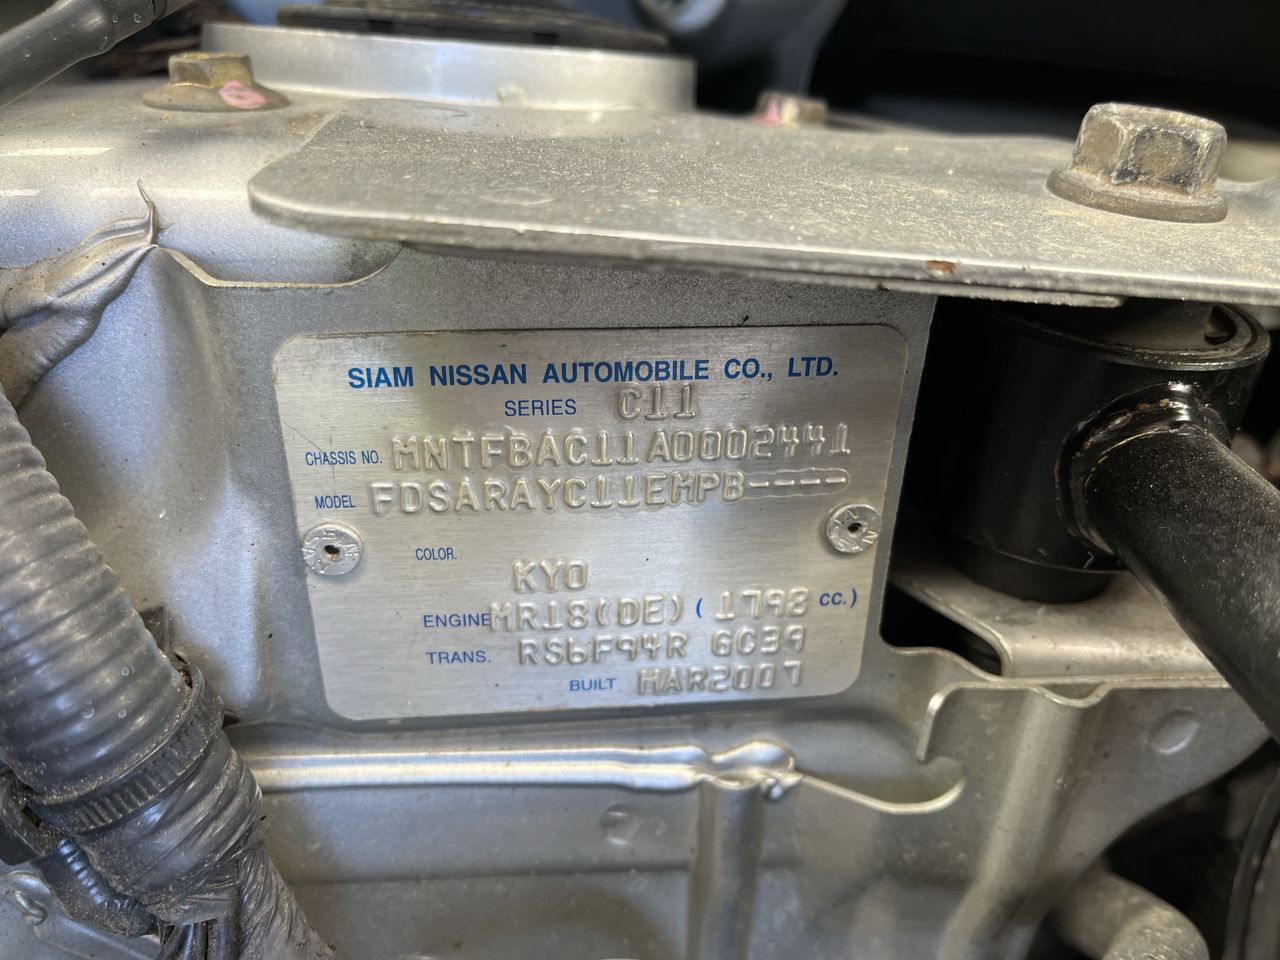 SIAM NISSAN AUTOMOBILE CO., LTD.
SERIES C11
CHASSIS NO. MNTFBAC11A0002441
MODEL FDSARAYC11EMPB----
COLOR.
KY0
ENGINE MR18(DE) (1798 cc.)
TRANS. RS6F94R GC39
BUILT MAR2007